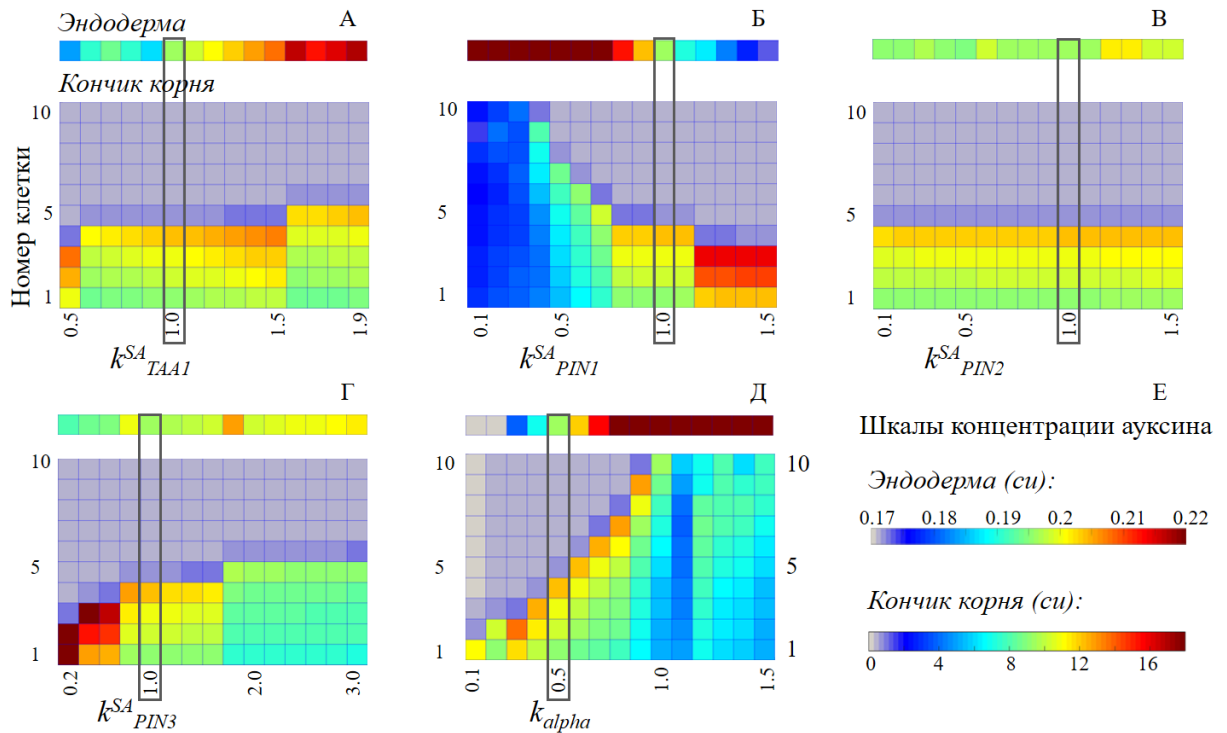 Эндодерма
А
Б
В
Кончик корня
Номер клетки
10
5
1
0.5
1.0
1.5
1.9
k^SA_TAA1
10
5
1
0.1
0.5
1.0
1.5
k^SA_PIN1
10
5
1
0.1
0.5
1.0
1.5
k^SA_PIN2
Г
10
5
1
0.2
1.0
2.0
3.0
k^SA_PIN3
Д
10
5
1
10
5
1
0.1
0.5
1.0
1.5
k_alpha
Е
Шкалы концентрации ауксина
Эндодерма (си):
0.17 0.18 0.19 0.2 0.21 0.22
Кончик корня (си):
0 4 8 12 16